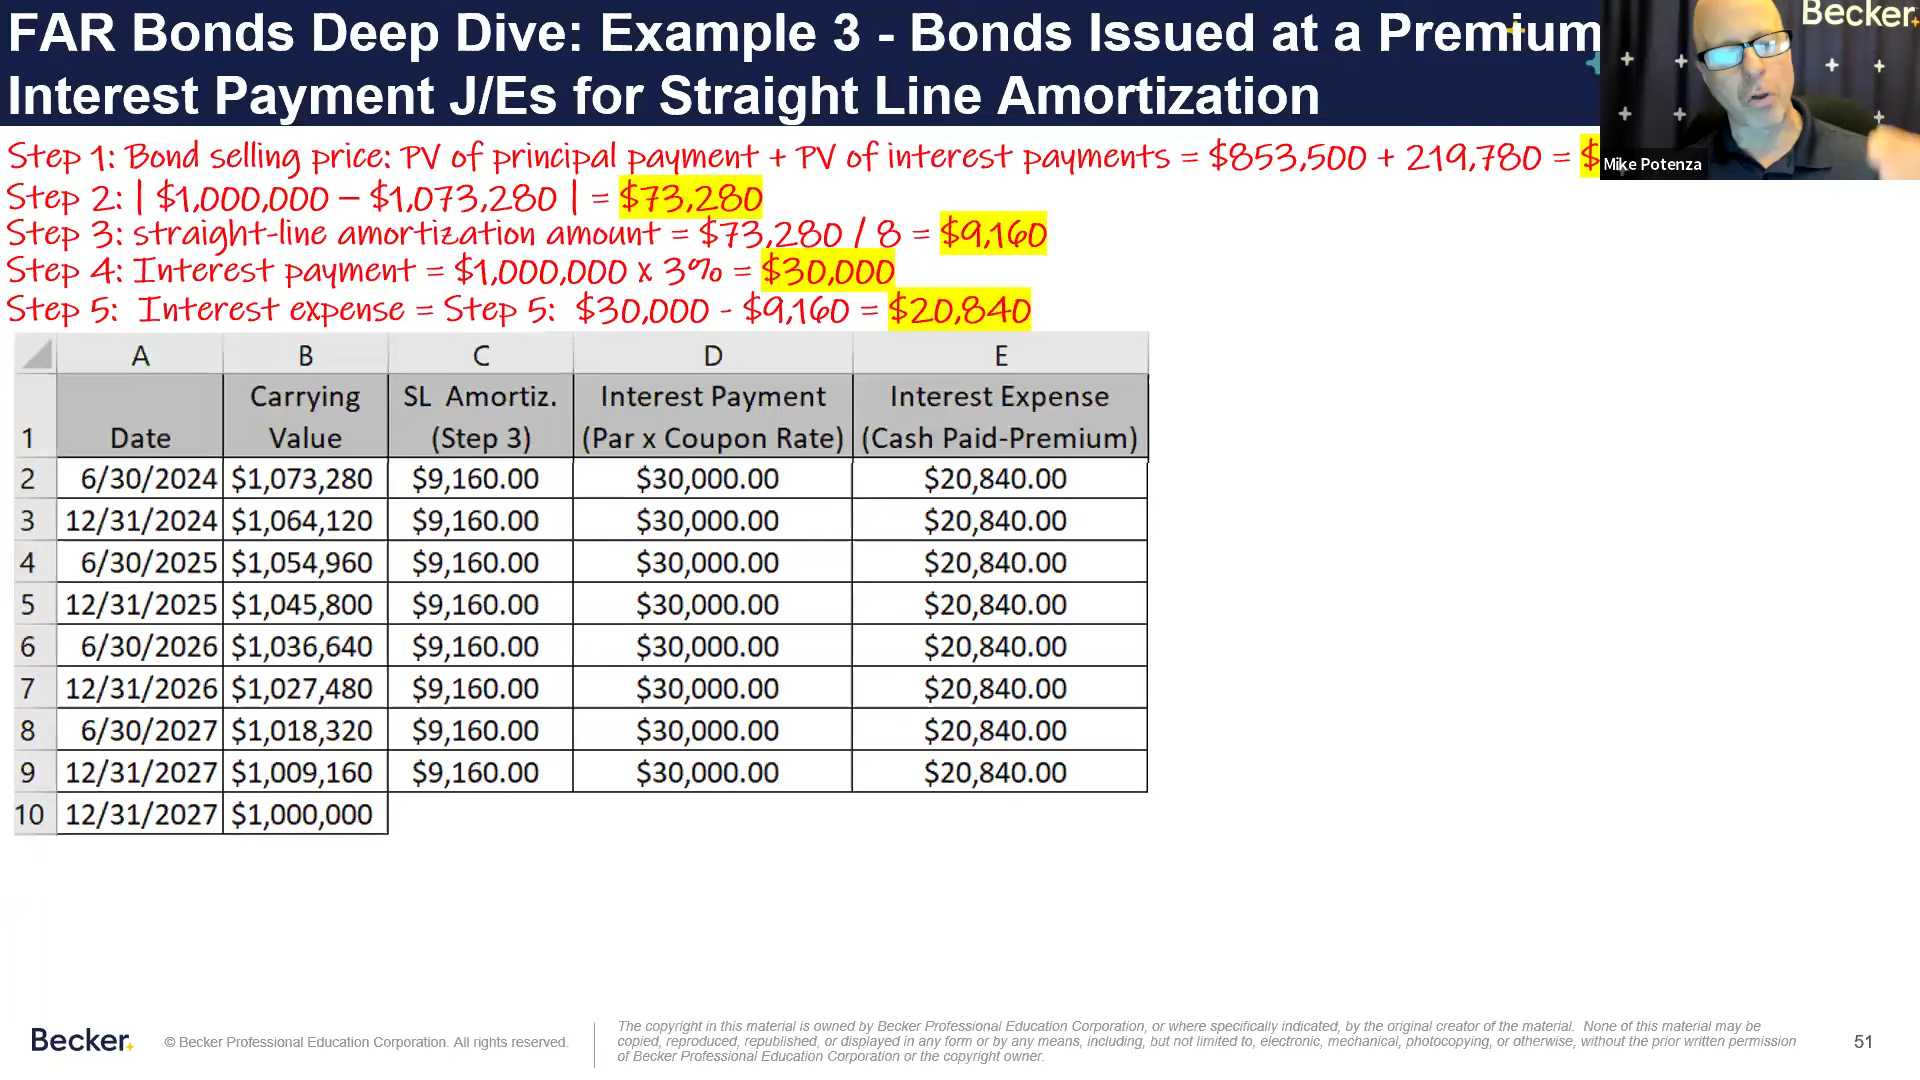 FAR Bonds Deep Dive: Example 3 - Bonds Issued at a Premium
Interest Payment J/Es for Straight Line Amortization
Becker
Mike Potenza
Step 1: Bond selling price: PV of principal payment + PV of interest payments = $853,500 + 219,780 = $
Step 2: | $1,000,000 – $1,073,280 | = $73,280
Step 3: straight-line amortization amount = $73,280 / 8 = $9,160
Step 4: Interest payment = $1,000,000 x 3% = $30,000
Step 5: Interest expense = Step 5: $30,000 - $9,160 = $20,840
A B C D E
Carrying SL Amortiz. Interest Payment Interest Expense
1 Date Value (Step 3) (Par x Coupon Rate) (Cash Paid-Premium)
2 6/30/2024 $1,073,280 $9,160.00 $30,000.00 $20,840.00
3 12/31/2024 $1,064,120 $9,160.00 $30,000.00 $20,840.00
4 6/30/2025 $1,054,960 $9,160.00 $30,000.00 $20,840.00
5 12/31/2025 $1,045,800 $9,160.00 $30,000.00 $20,840.00
6 6/30/2026 $1,036,640 $9,160.00 $30,000.00 $20,840.00
7 12/31/2026 $1,027,480 $9,160.00 $30,000.00 $20,840.00
8 6/30/2027 $1,018,320 $9,160.00 $30,000.00 $20,840.00
9 12/31/2027 $1,009,160 $9,160.00 $30,000.00 $20,840.00
10 12/31/2027 $1,000,000
Becker.
© Becker Professional Education Corporation. All rights reserved.
The copyright in this material is owned by Becker Professional Education Corporation, or where specifically indicated, by the original creator of the material. None of this material may be
copied, reproduced, republished, or displayed in any form or by any means, including, but not limited to, electronic, mechanical, photocopying, or otherwise, without the prior written permission
of Becker Professional Education Corporation or the copyright owner.
51